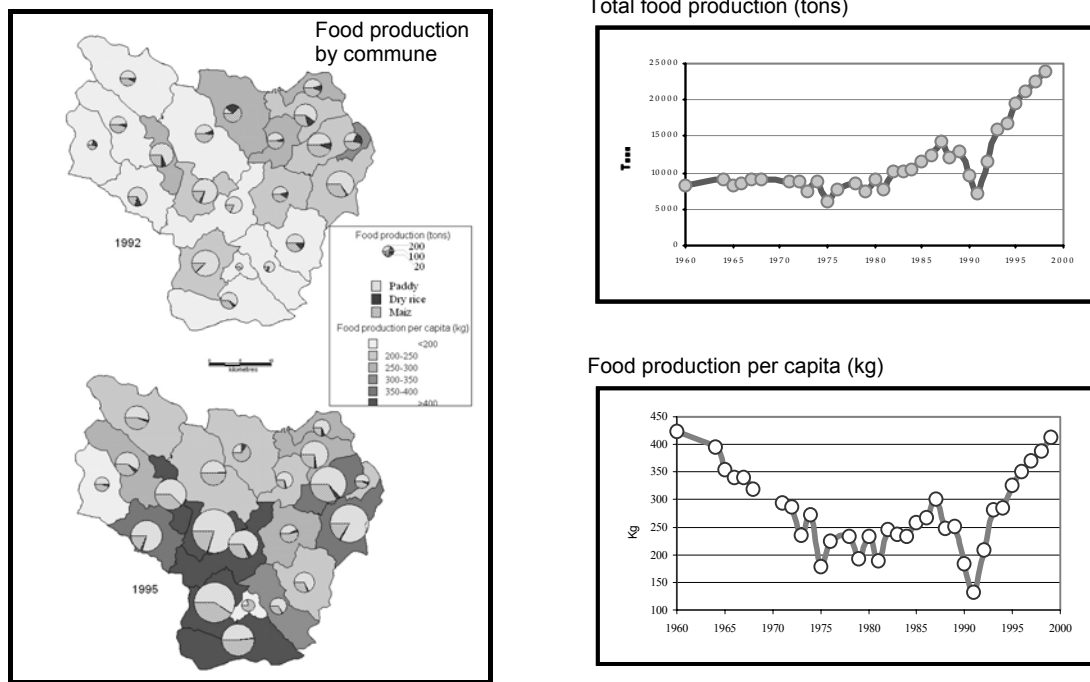 Food production
by commune
1992
Food production (tons)
200
100
20
Paddy
Dry rice
Maiz
Food production per capita (kg)
<200
200-250
250-300
300-350
350-400
>400
kilometres
1995
Total food production (tons)
25000
20000
15000
10000
5000
0
1960 1965 1970 1975 1980 1985 1990 1995 2000
Food production per capita (kg)
450
400
350
300
250
200
150
100
Kg
1960 1965 1970 1975 1980 1985 1990 1995 2000